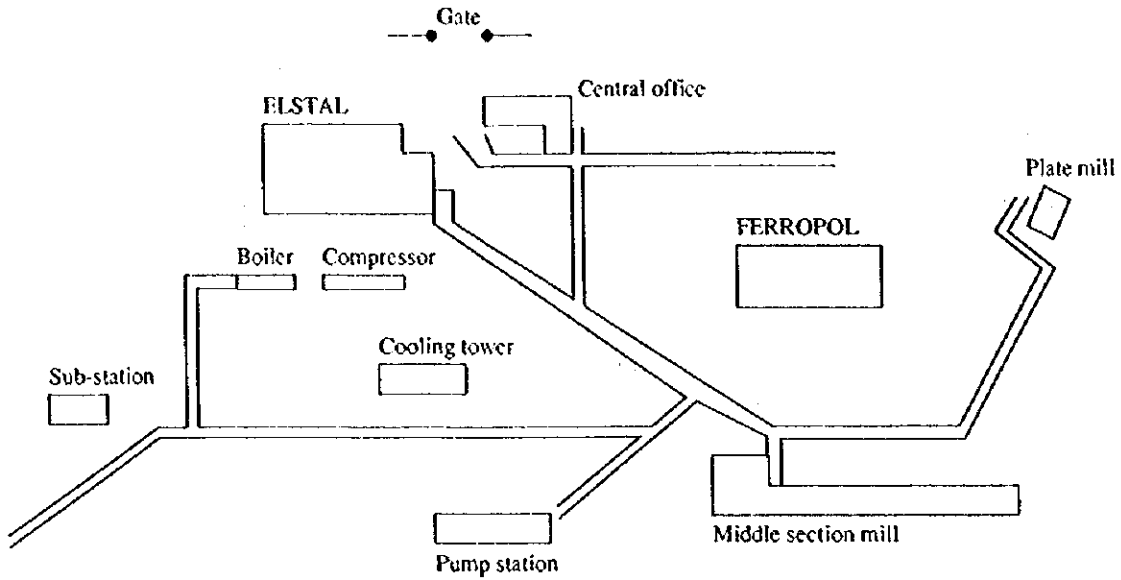 Gate
Central office
ELSTAL
Plate mill
FERROPOL
Boiler
Compressor
Cooling tower
Sub-station
Middle section mill
Pump station